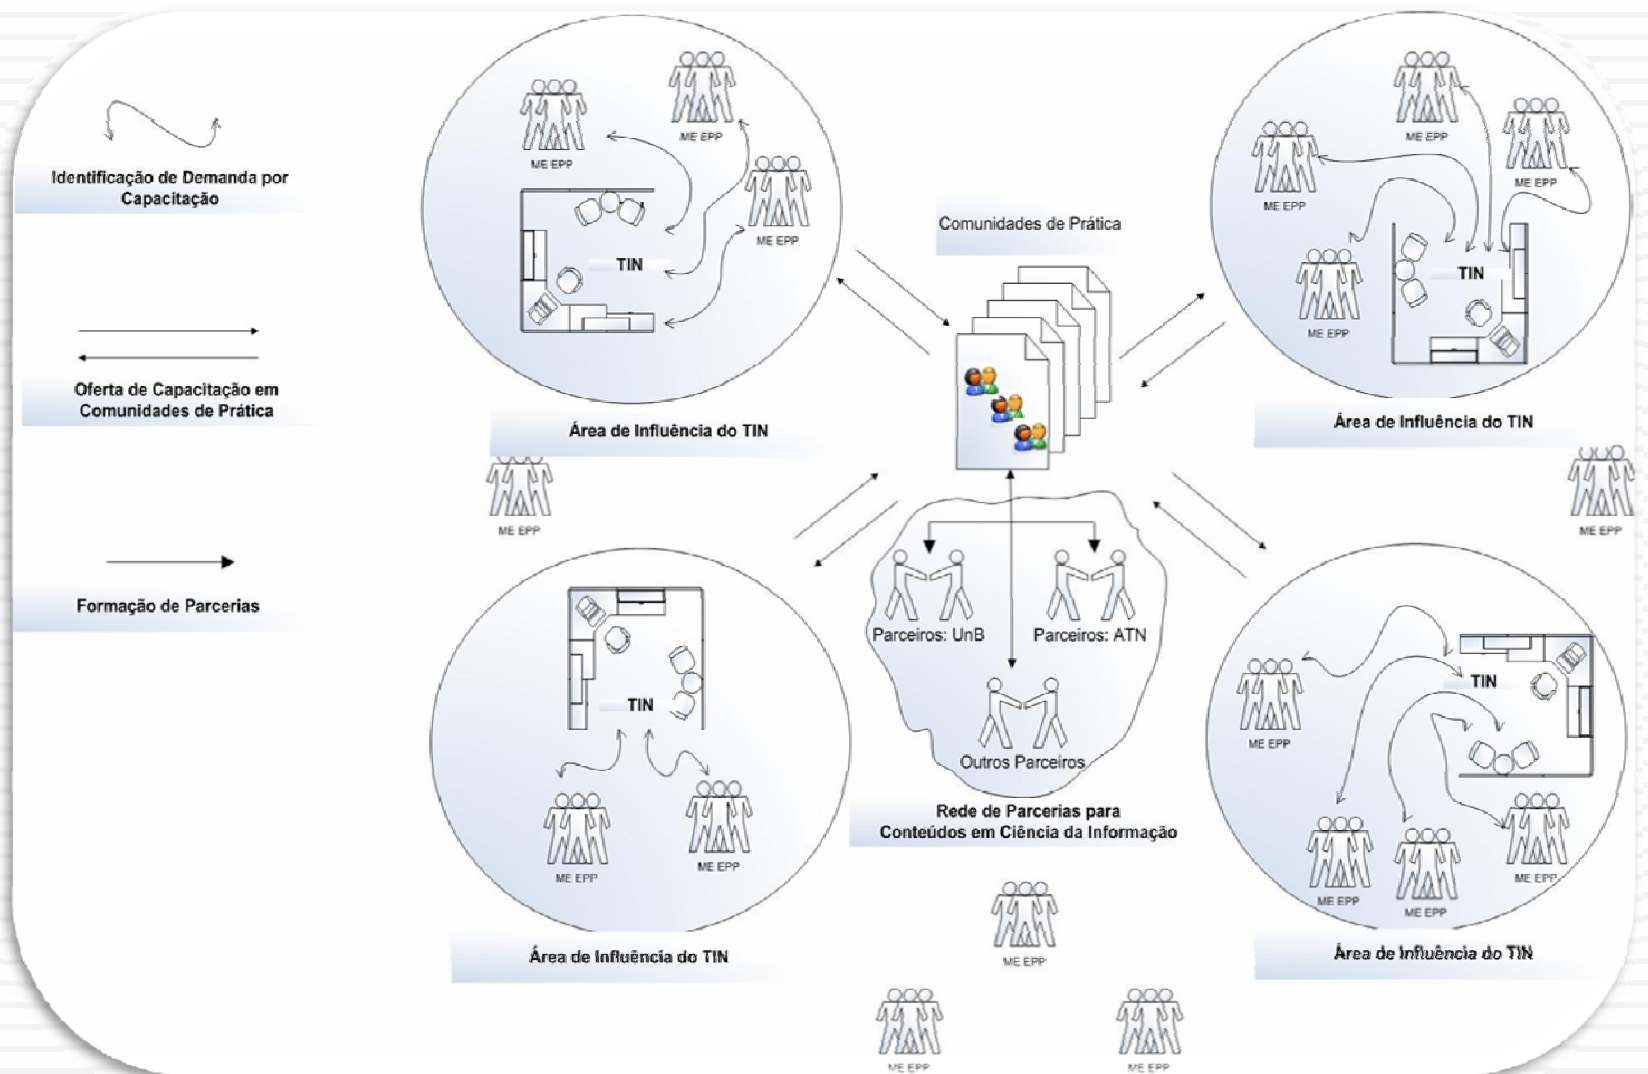 Identificação de Demanda por
Capacitação
Oferta de Capacitação em
Comunidades de Prática
Formação de Parcerias
ME EPP
ME EPP
ME EPP
TIN
Área de Influência do TIN
ME EPP
Comunidades de Prática
ME EPP
ME EPP
ME EPP
ME EPP
TIN
Área de Influência do TIN
ME EPP
TIN
ME EPP
ME EPP
Área de Influência do TIN
Parceiros: UnB
Parceiros: ATN
Outros Parceiros
Rede de Parcerias para
Conteúdos em Ciência da Informação
TIN
ME EPP
ME EPP
ME EPP
ME EPP
Área de Influência do TIN
ME EPP
ME EPP
ME EPP